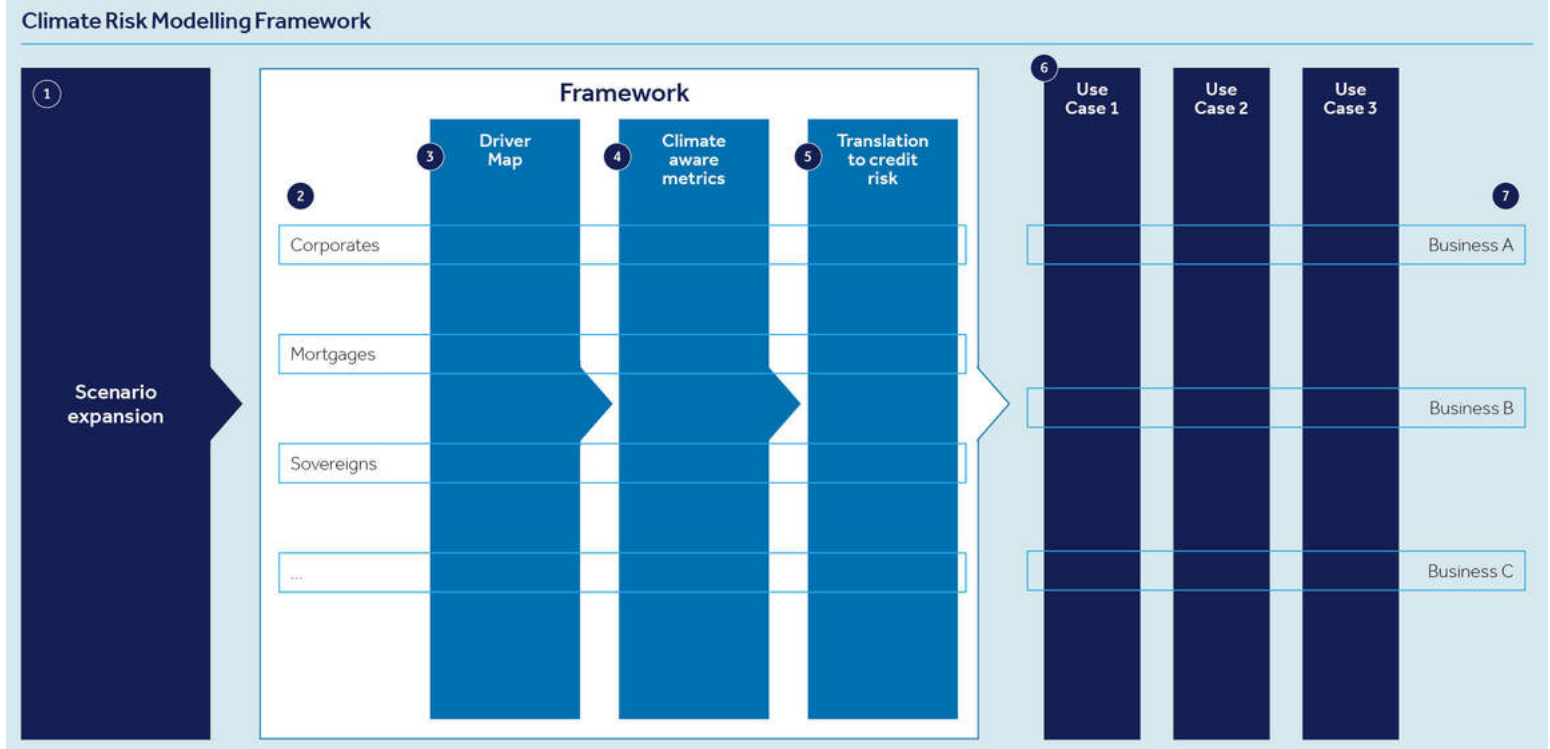 Climate Risk Modelling Framework
1
Scenario
expansion
Framework
2
3
Driver
Map
4
Climate
aware
metrics
5
Translation
to credit
risk
Corporates
Mortgages
Sovereigns
...
6
Use
Case 1
Use
Case 2
Use
Case 3
7
Business A
Business B
Business C